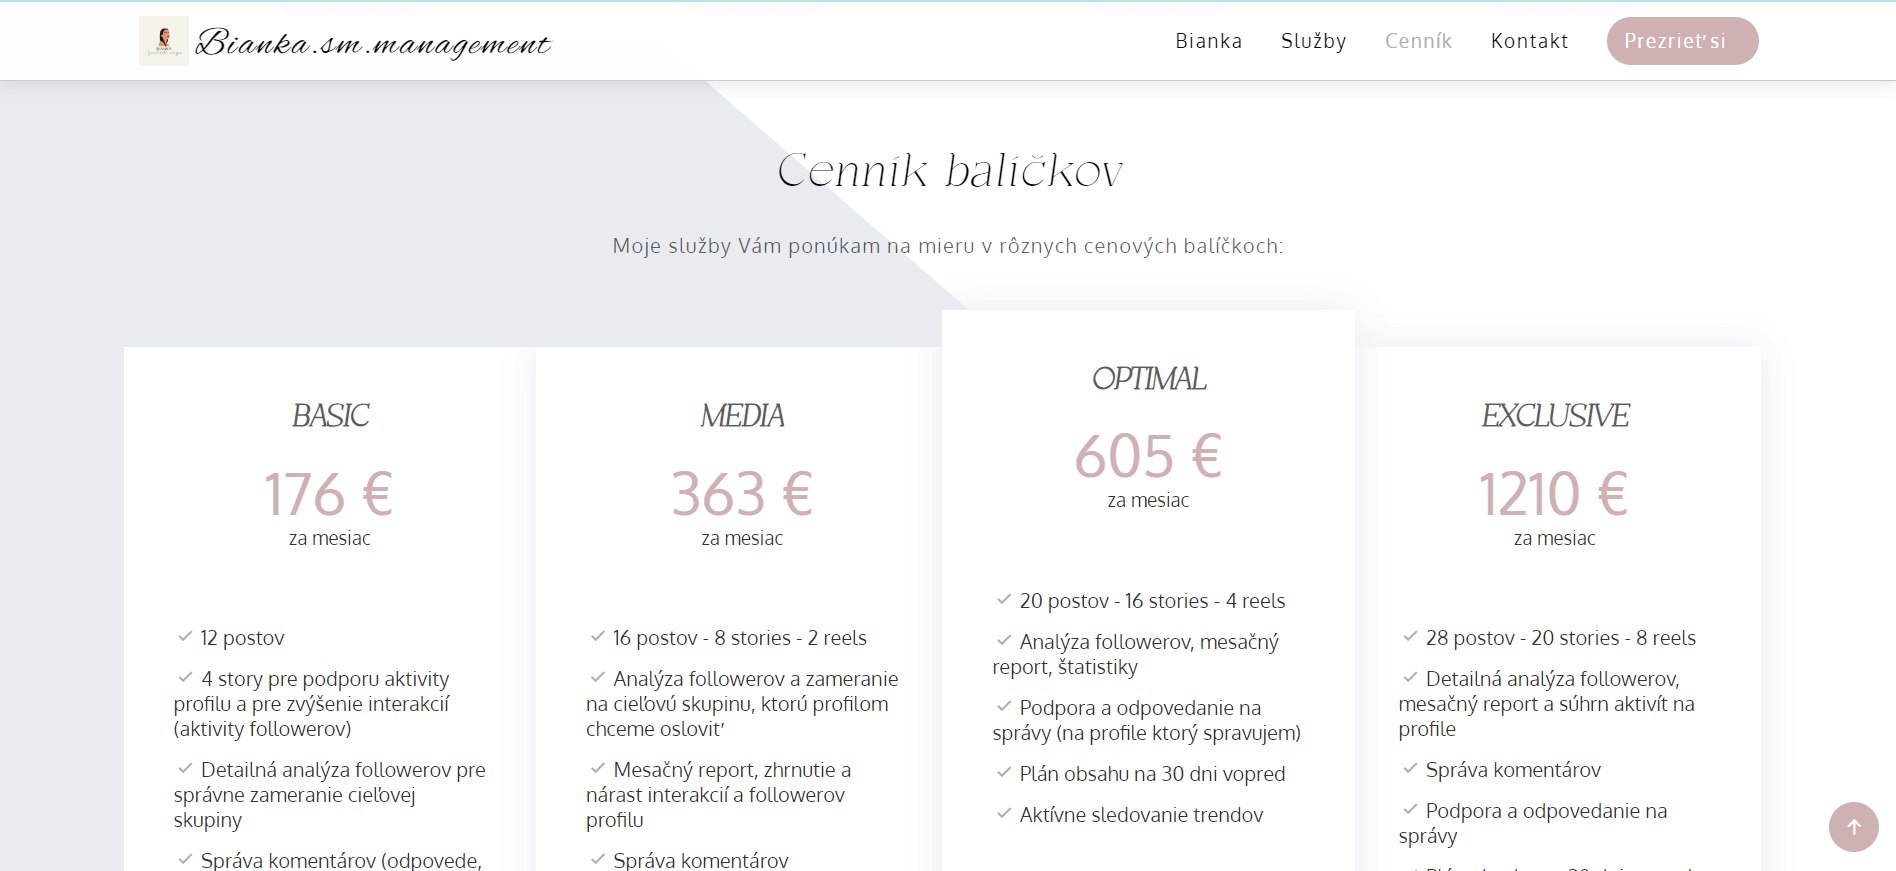 Bianka.sm.management
Bianka
Služby
Cenník
Kontakt
Prezrieť si
Cenník balíčkov
Moje služby Vám ponúkam na mieru v rôznych cenových balíčkoch:
BASIC
176 €
za mesiac
12 postov
4 story pre podporu aktivity
profilu a pre zvýšenie interakcií
(aktivity followerov)
Detailná analýza followerov pre
správne zameranie cieľovej
skupiny
Správa komentárov (odpovede,
MEDIA
363 €
za mesiac
16 postov - 8 stories - 2 reels
Analýza followerov a zameranie
na cieľovú skupinu, ktorú profilom
chceme osloviť
Mesačný report, zhrnutie a
nárast interakcií a followerov
profilu
Správa komentárov
OPTIMAL
605 €
za mesiac
20 postov - 16 stories - 4 reels
Analýza followerov, mesačný
report, štatistiky
Podpora a odpovedanie na
správy (na profile ktorý spravujem)
Plán obsahu na 30 dni vopred
Aktívne sledovanie trendov
EXCLUSIVE
1210 €
za mesiac
28 postov - 20 stories - 8 reels
Detailná analýza followerov,
mesačný report a súhrn aktivít na
profile
Správa komentárov
Podpora a odpovedanie na
správy